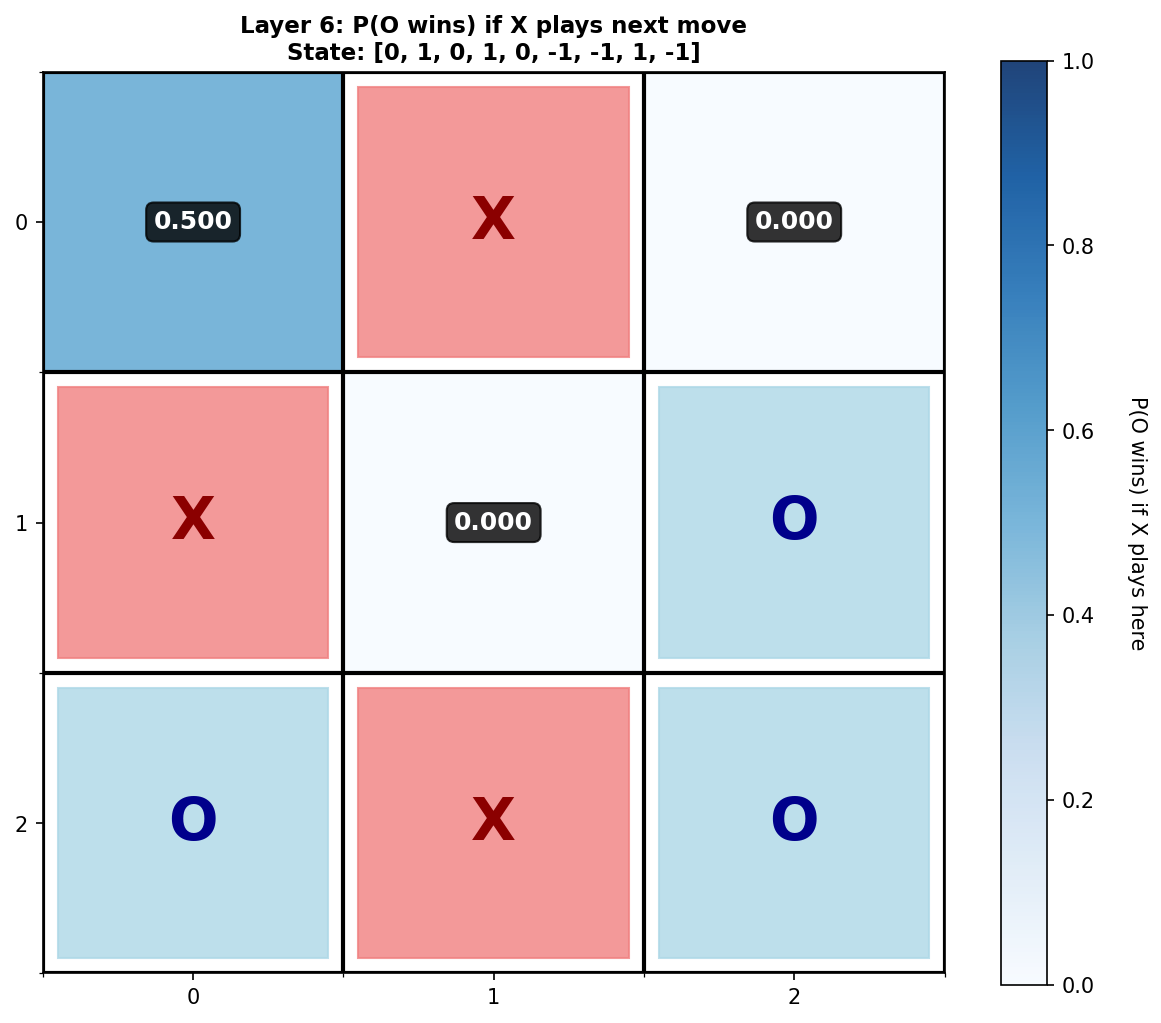 Layer 6: P(O wins) if X plays next move
State: [0, 1, 0, 1, 0, -1, -1, 1, -1]
0
0.500
X
0.000
1
X
0.000
O
2
O
X
O
0
1
2
1.0
0.8
0.6
0.4
0.2
0.0
P(O wins) if X plays here